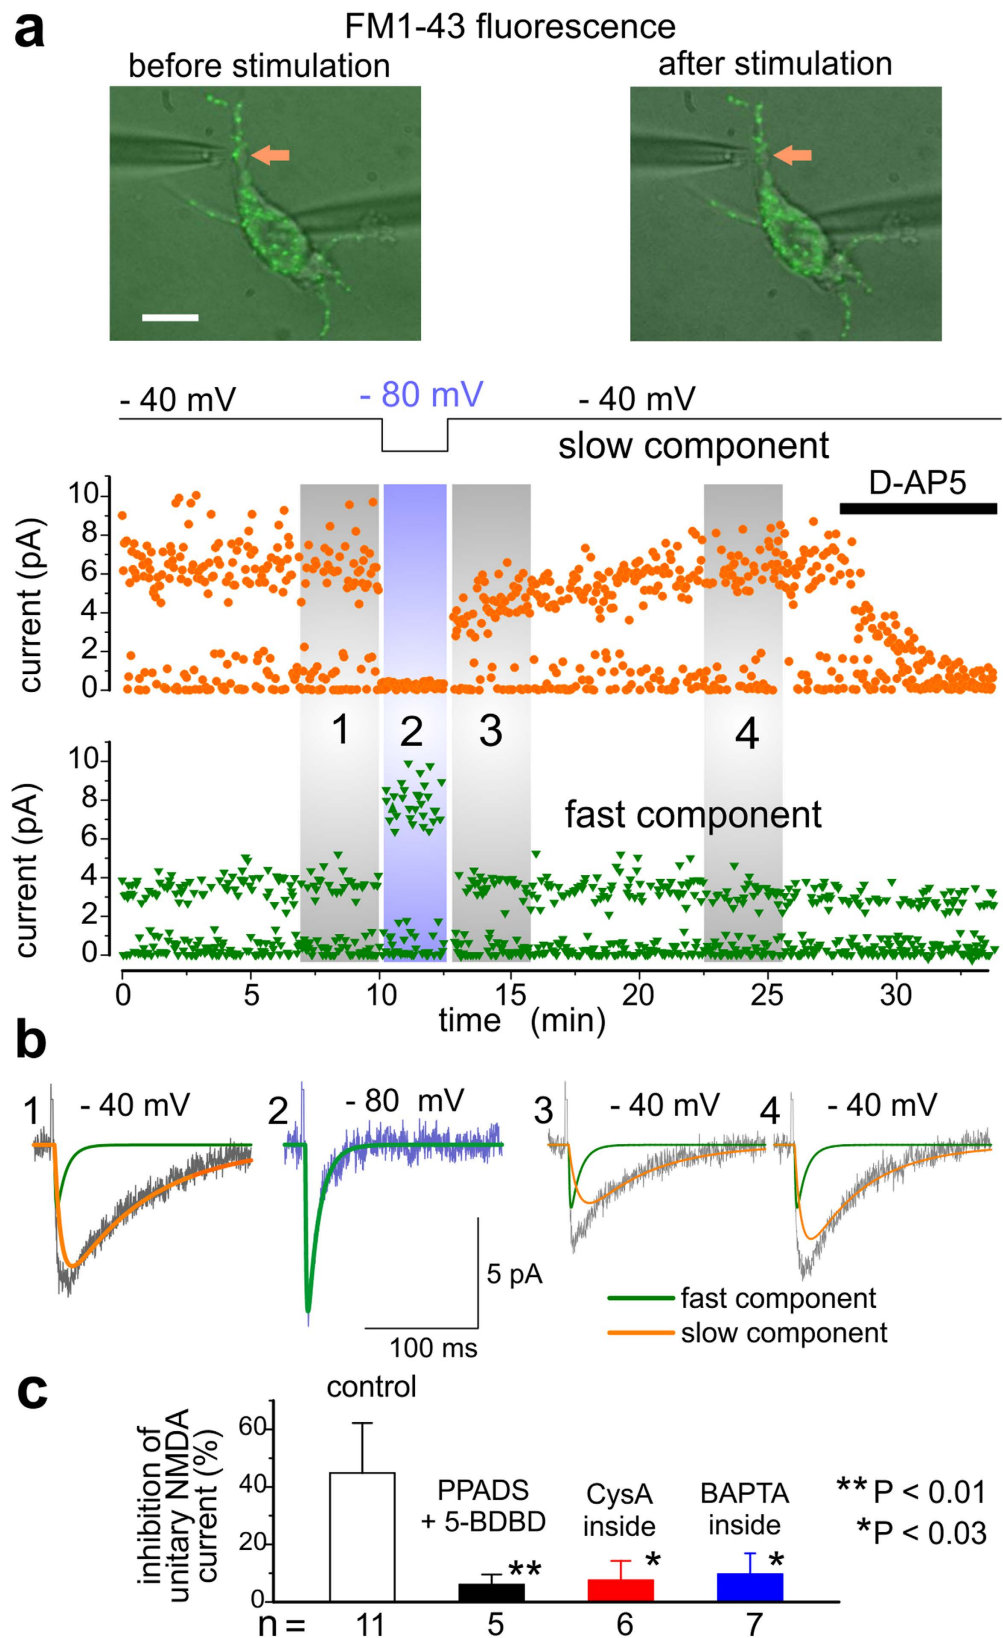 a
FM1-43 fluorescence
before stimulation
after stimulation
- 40 mV
- 80 mV
- 40 mV
slow component
D-AP5
current (pA)
10
8
6
4
2
0
1
2
3
4
current (pA)
10
8
6
4
2
0
fast component
0
5
10
15
20
25
30
time (min)
b
1
- 40 mV
2
- 80 mV
3
- 40 mV
4
- 40 mV
5 pA
100 ms
fast component
slow component
c
inhibition of
unitary NMDA
current (%)
60
40
20
0
control
PPADS
+ 5-BDBD
CysA
inside
BAPTA
inside
**
*
*
**P < 0.01
*P < 0.03
n =
11
5
6
7